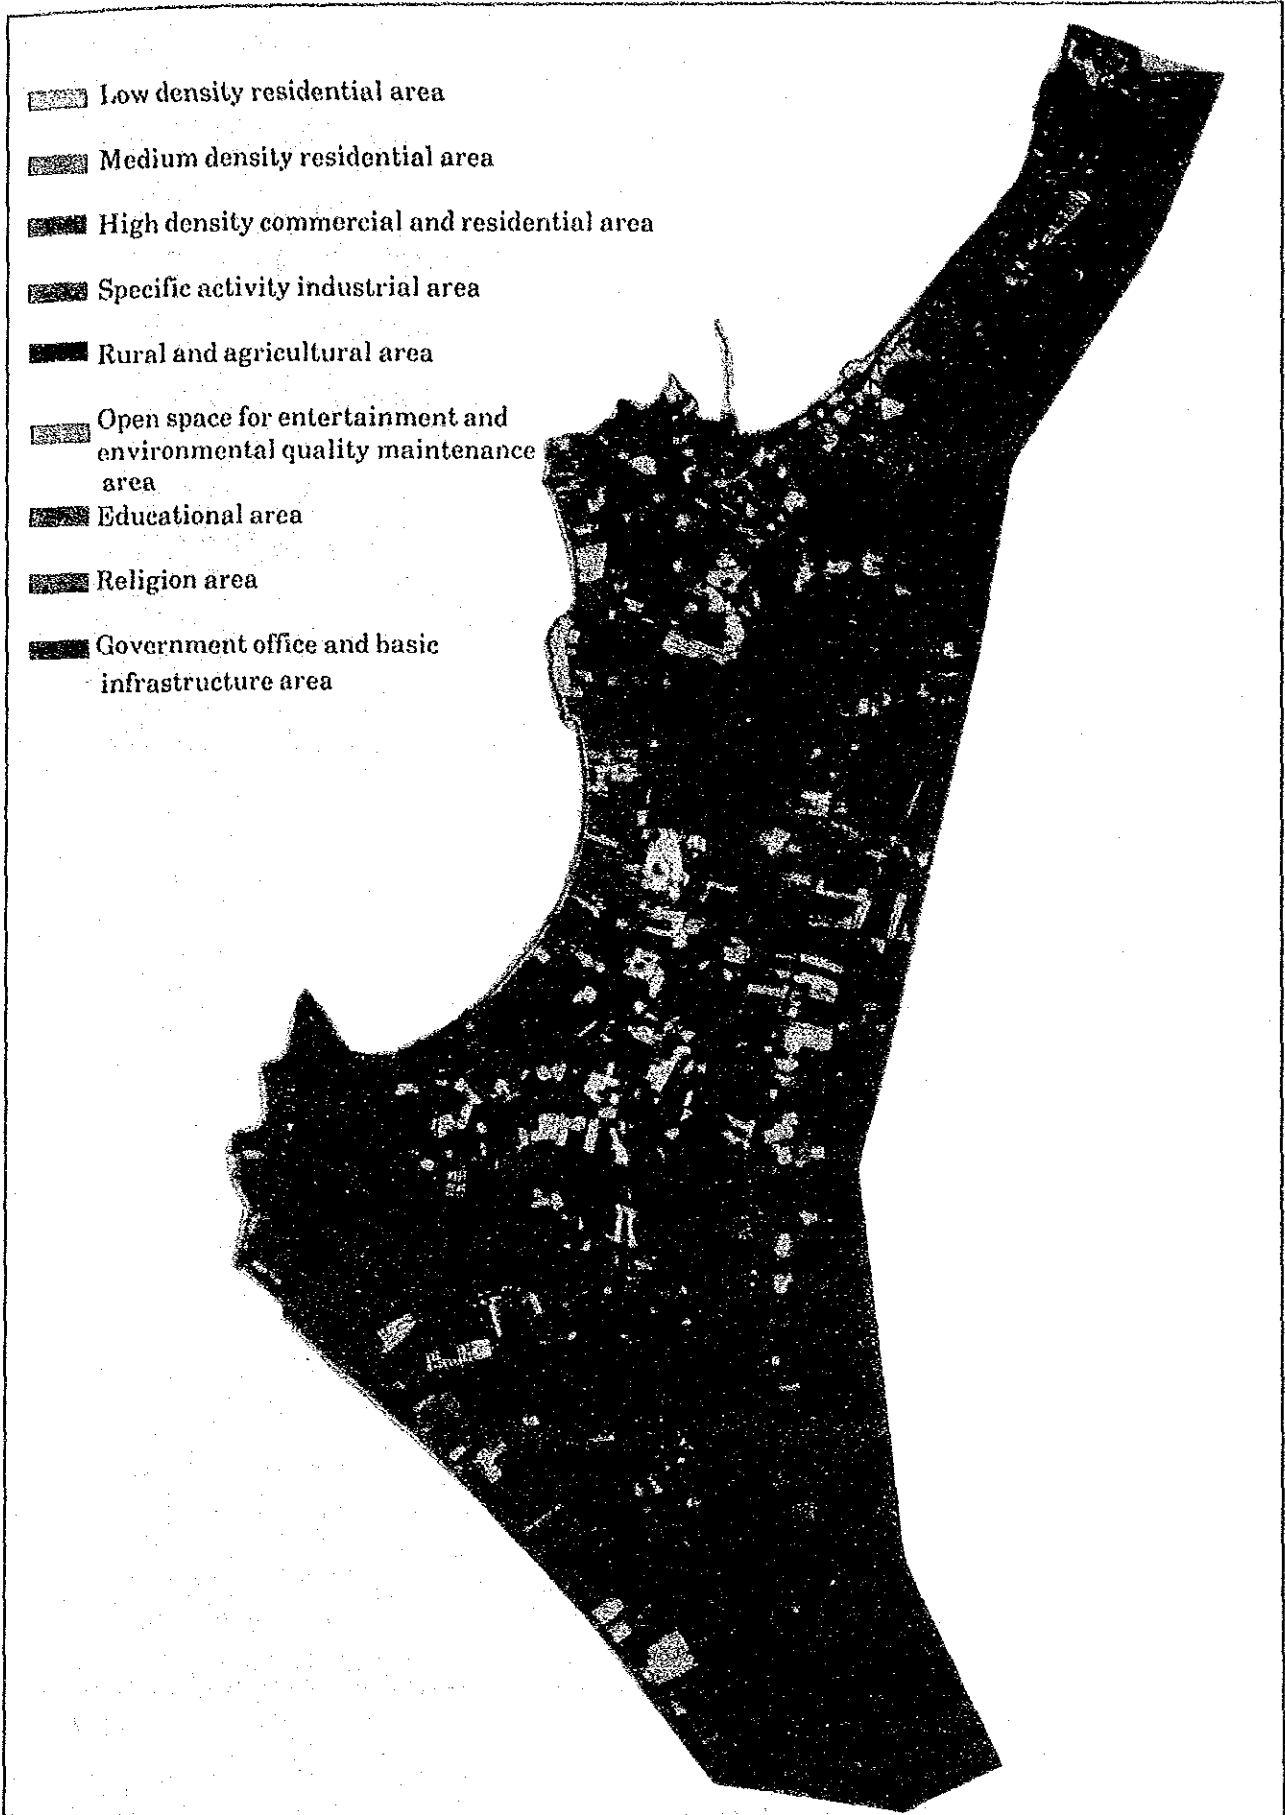 Low density residential area
Medium density residential area
High density commercial and residential area
Specific activity industrial area
Rural and agricultural area
Open space for entertainment and
environmental quality maintenance
area
Educational area
Religion area
Government office and basic
infrastructure area